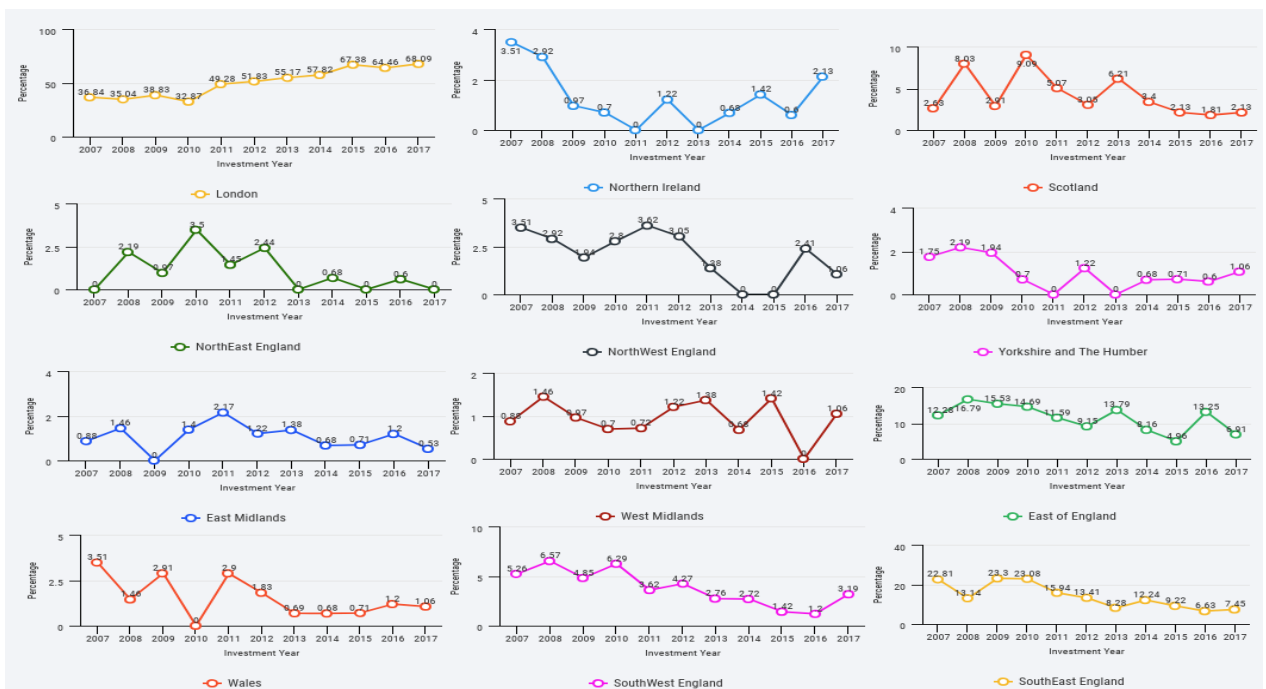 Percentage
100
50
0
36.84 35.04 38.83 32.87 49.28 51.83 55.17 57.82 67.38 64.46 68.09
2007 2008 2009 2010 2011 2012 2013 2014 2015 2016 2017
Investment Year
London
Percentage
4
2
0
3.51 2.92 0.97 0.7 0 1.22 0 0.68 1.42 0.6 2.13
2007 2008 2009 2010 2011 2012 2013 2014 2015 2016 2017
Investment Year
Northern Ireland
Percentage
10
5
0
2.63 8.03 2.91 9.09 5.07 3.05 6.21 3.4 2.13 1.81 2.13
2007 2008 2009 2010 2011 2012 2013 2014 2015 2016 2017
Investment Year
Scotland
Percentage
5
2.5
0
0 2.19 0.97 3.5 1.45 2.44 0 0.68 0 0.6 0
2007 2008 2009 2010 2011 2012 2013 2014 2015 2016 2017
Investment Year
NorthEast England
Percentage
5
2.5
0
3.51 2.92 1.94 2.8 3.62 3.05 1.38 0 0 2.41 1.06
2007 2008 2009 2010 2011 2012 2013 2014 2015 2016 2017
Investment Year
NorthWest England
Percentage
4
2
0
1.75 2.19 1.94 0.7 0 1.22 0 0.68 0.71 0.6 1.06
2007 2008 2009 2010 2011 2012 2013 2014 2015 2016 2017
Investment Year
Yorkshire and The Humber
Percentage
4
2
0
0.88 1.46 0 1.4 2.17 1.22 1.38 0.68 0.71 1.2 0.53
2007 2008 2009 2010 2011 2012 2013 2014 2015 2016 2017
Investment Year
East Midlands
Percentage
2
1
0
0.88 1.46 0.97 0.7 0.72 1.22 1.38 0.68 1.42 0 1.06
2007 2008 2009 2010 2011 2012 2013 2014 2015 2016 2017
Investment Year
West Midlands
Percentage
20
10
0
12.28 16.79 15.53 14.69 11.59 9.15 13.79 8.16 4.96 13.25 6.91
2007 2008 2009 2010 2011 2012 2013 2014 2015 2016 2017
Investment Year
East of England
Percentage
5
2.5
0
3.51 1.46 2.91 0 2.9 1.83 0.69 0.68 0.71 1.2 1.06
2007 2008 2009 2010 2011 2012 2013 2014 2015 2016 2017
Investment Year
Wales
Percentage
10
5
0
5.26 6.57 4.85 6.29 3.62 4.27 2.76 2.72 1.42 1.2 3.19
2007 2008 2009 2010 2011 2012 2013 2014 2015 2016 2017
Investment Year
SouthWest England
Percentage
40
20
0
22.81 13.14 23.3 23.08 15.94 13.41 8.28 12.24 9.22 6.63 7.45
2007 2008 2009 2010 2011 2012 2013 2014 2015 2016 2017
Investment Year
SouthEast England